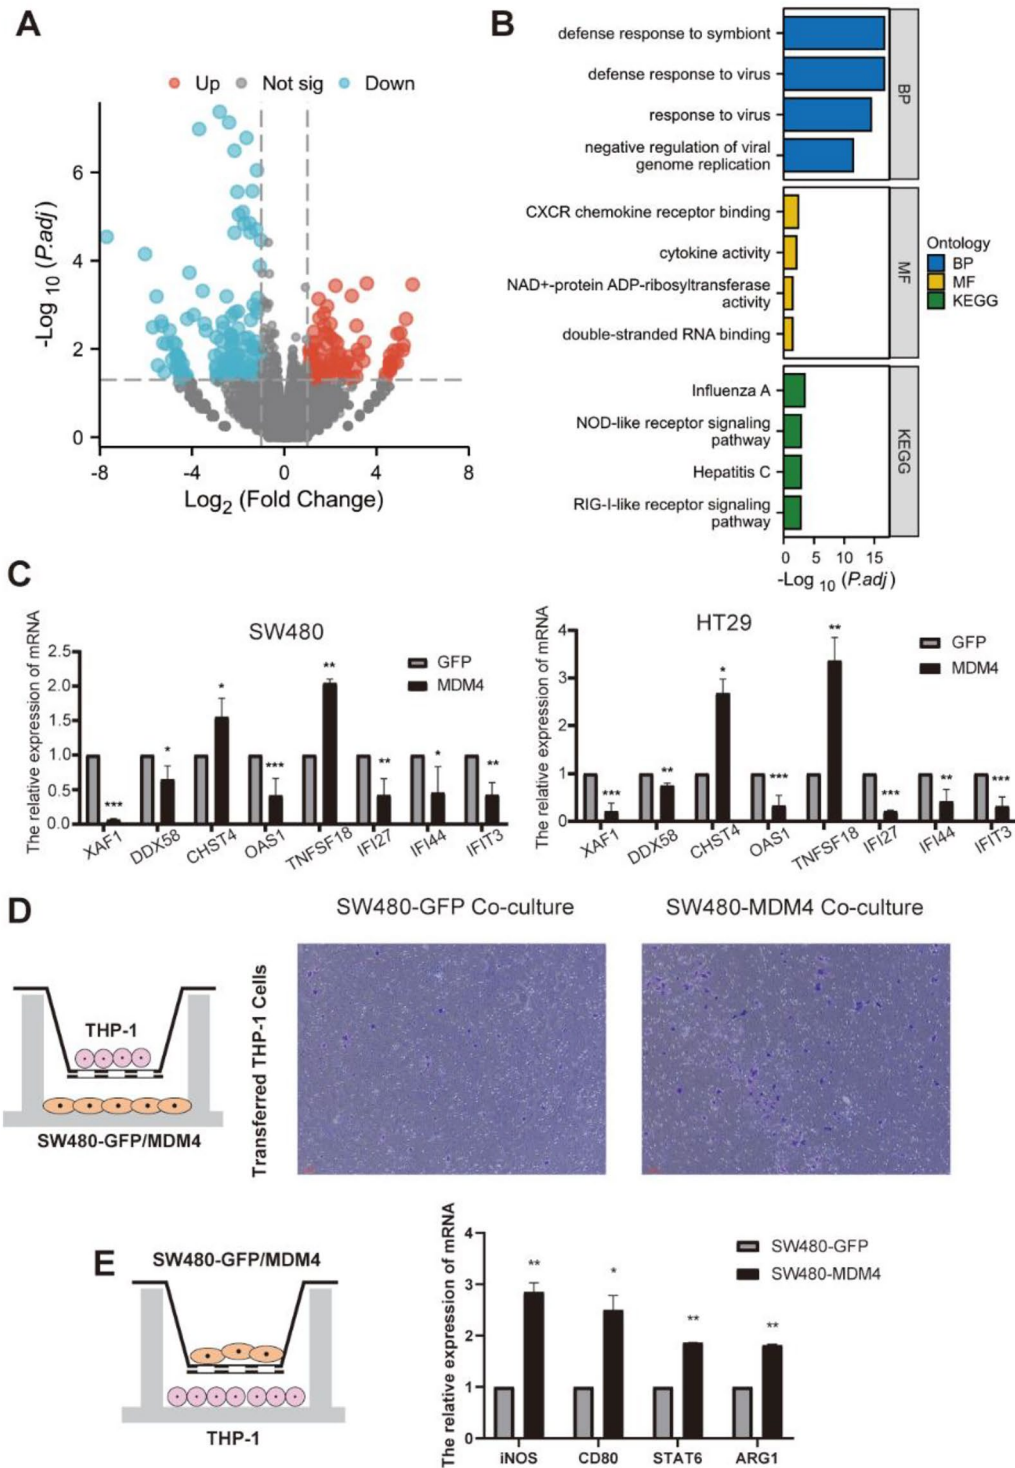 A
Up Not sig Down
-Log 10 (P.adj)
6
4
2
0
-8 -4 0 4 8
Log2 (Fold Change)
B
defense response to symbiont
defense response to virus
response to virus
negative regulation of viral
genome replication
BP
CXCR chemokine receptor binding
cytokine activity
NAD+-protein ADP-ribosyltransferase
activity
double-stranded RNA binding
MF
Influenza A
NOD-like receptor signaling
pathway
Hepatitis C
RIG-I-like receptor signaling
pathway
KEGG
0 5 10 15
-Log 10 (P.adj)
Ontology
BP
MF
KEGG
C
SW480
The relative expression of mRNA
2.5
2.0
1.5
1.0
0.5
0.0
GFP
MDM4
*** * * *** ** ** * **
XAF1 DDX58 CHST4 OAS1 TNFSF18 IFI27 IFI44 IFIT3
HT29
The relative expression of mRNA
4
3
2
1
0
GFP
MDM4
*** ** * *** ** *** ** ***
XAF1 DDX58 CHST4 OAS1 TNFSF18 IFI27 IFI44 IFIT3
D
THP-1
SW480-GFP/MDM4
Transferred THP-1 Cells
SW480-GFP Co-culture
SW480-MDM4 Co-culture
E
SW480-GFP/MDM4
THP-1
The relative expression of mRNA
4
3
2
1
0
SW480-GFP
SW480-MDM4
** * ** **
iNOS CD80 STAT6 ARG1